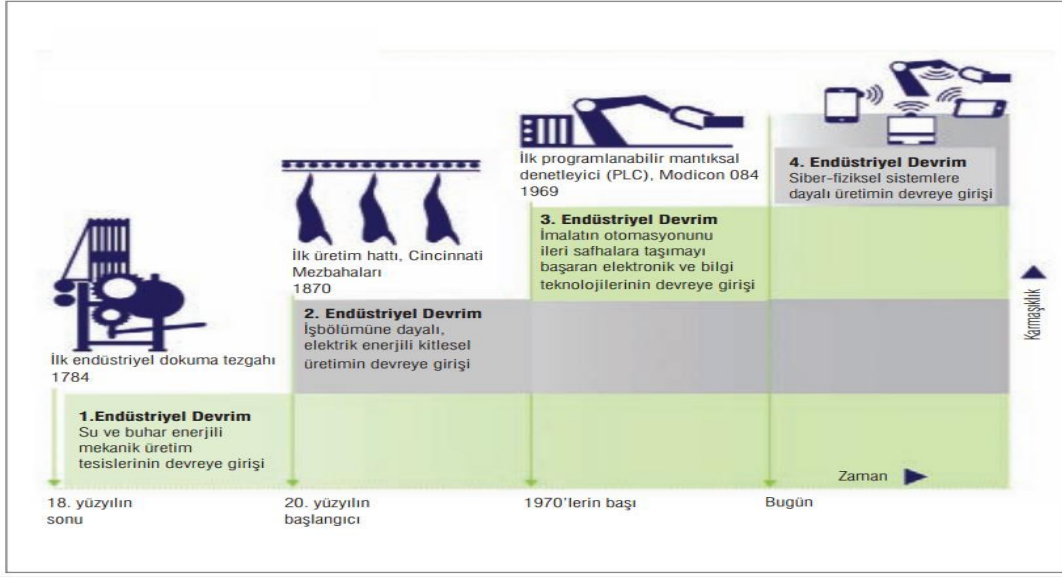 İlk endüstriyel dokuma tezgahı
1784
1.Endüstriyel Devrim
Su ve buhar enerjili
mekanik üretim
tesislerinin devreye girişi
18. yüzyılın
sonu
İlk üretim hattı, Cincinnati
Mezbahaları
1870
2. Endüstriyel Devrim
İşbölümüne dayalı,
elektrik enerjili kitlesel
üretimin devreye girişi
20. yüzyılın
başlangıcı
İlk programlanabilir mantıksal
denetleyici (PLC), Modicon 084
1969
3. Endüstriyel Devrim
İmalatın otomasyonunu
ileri safhalara taşımayı
başaran elektronik ve bilgi
teknolojilerinin devreye girişi
1970'lerin başı
4. Endüstriyel Devrim
Siber-fiziksel sistemlere
dayalı üretimin devreye girişi
Bugün
Zaman
Karmaşıklık